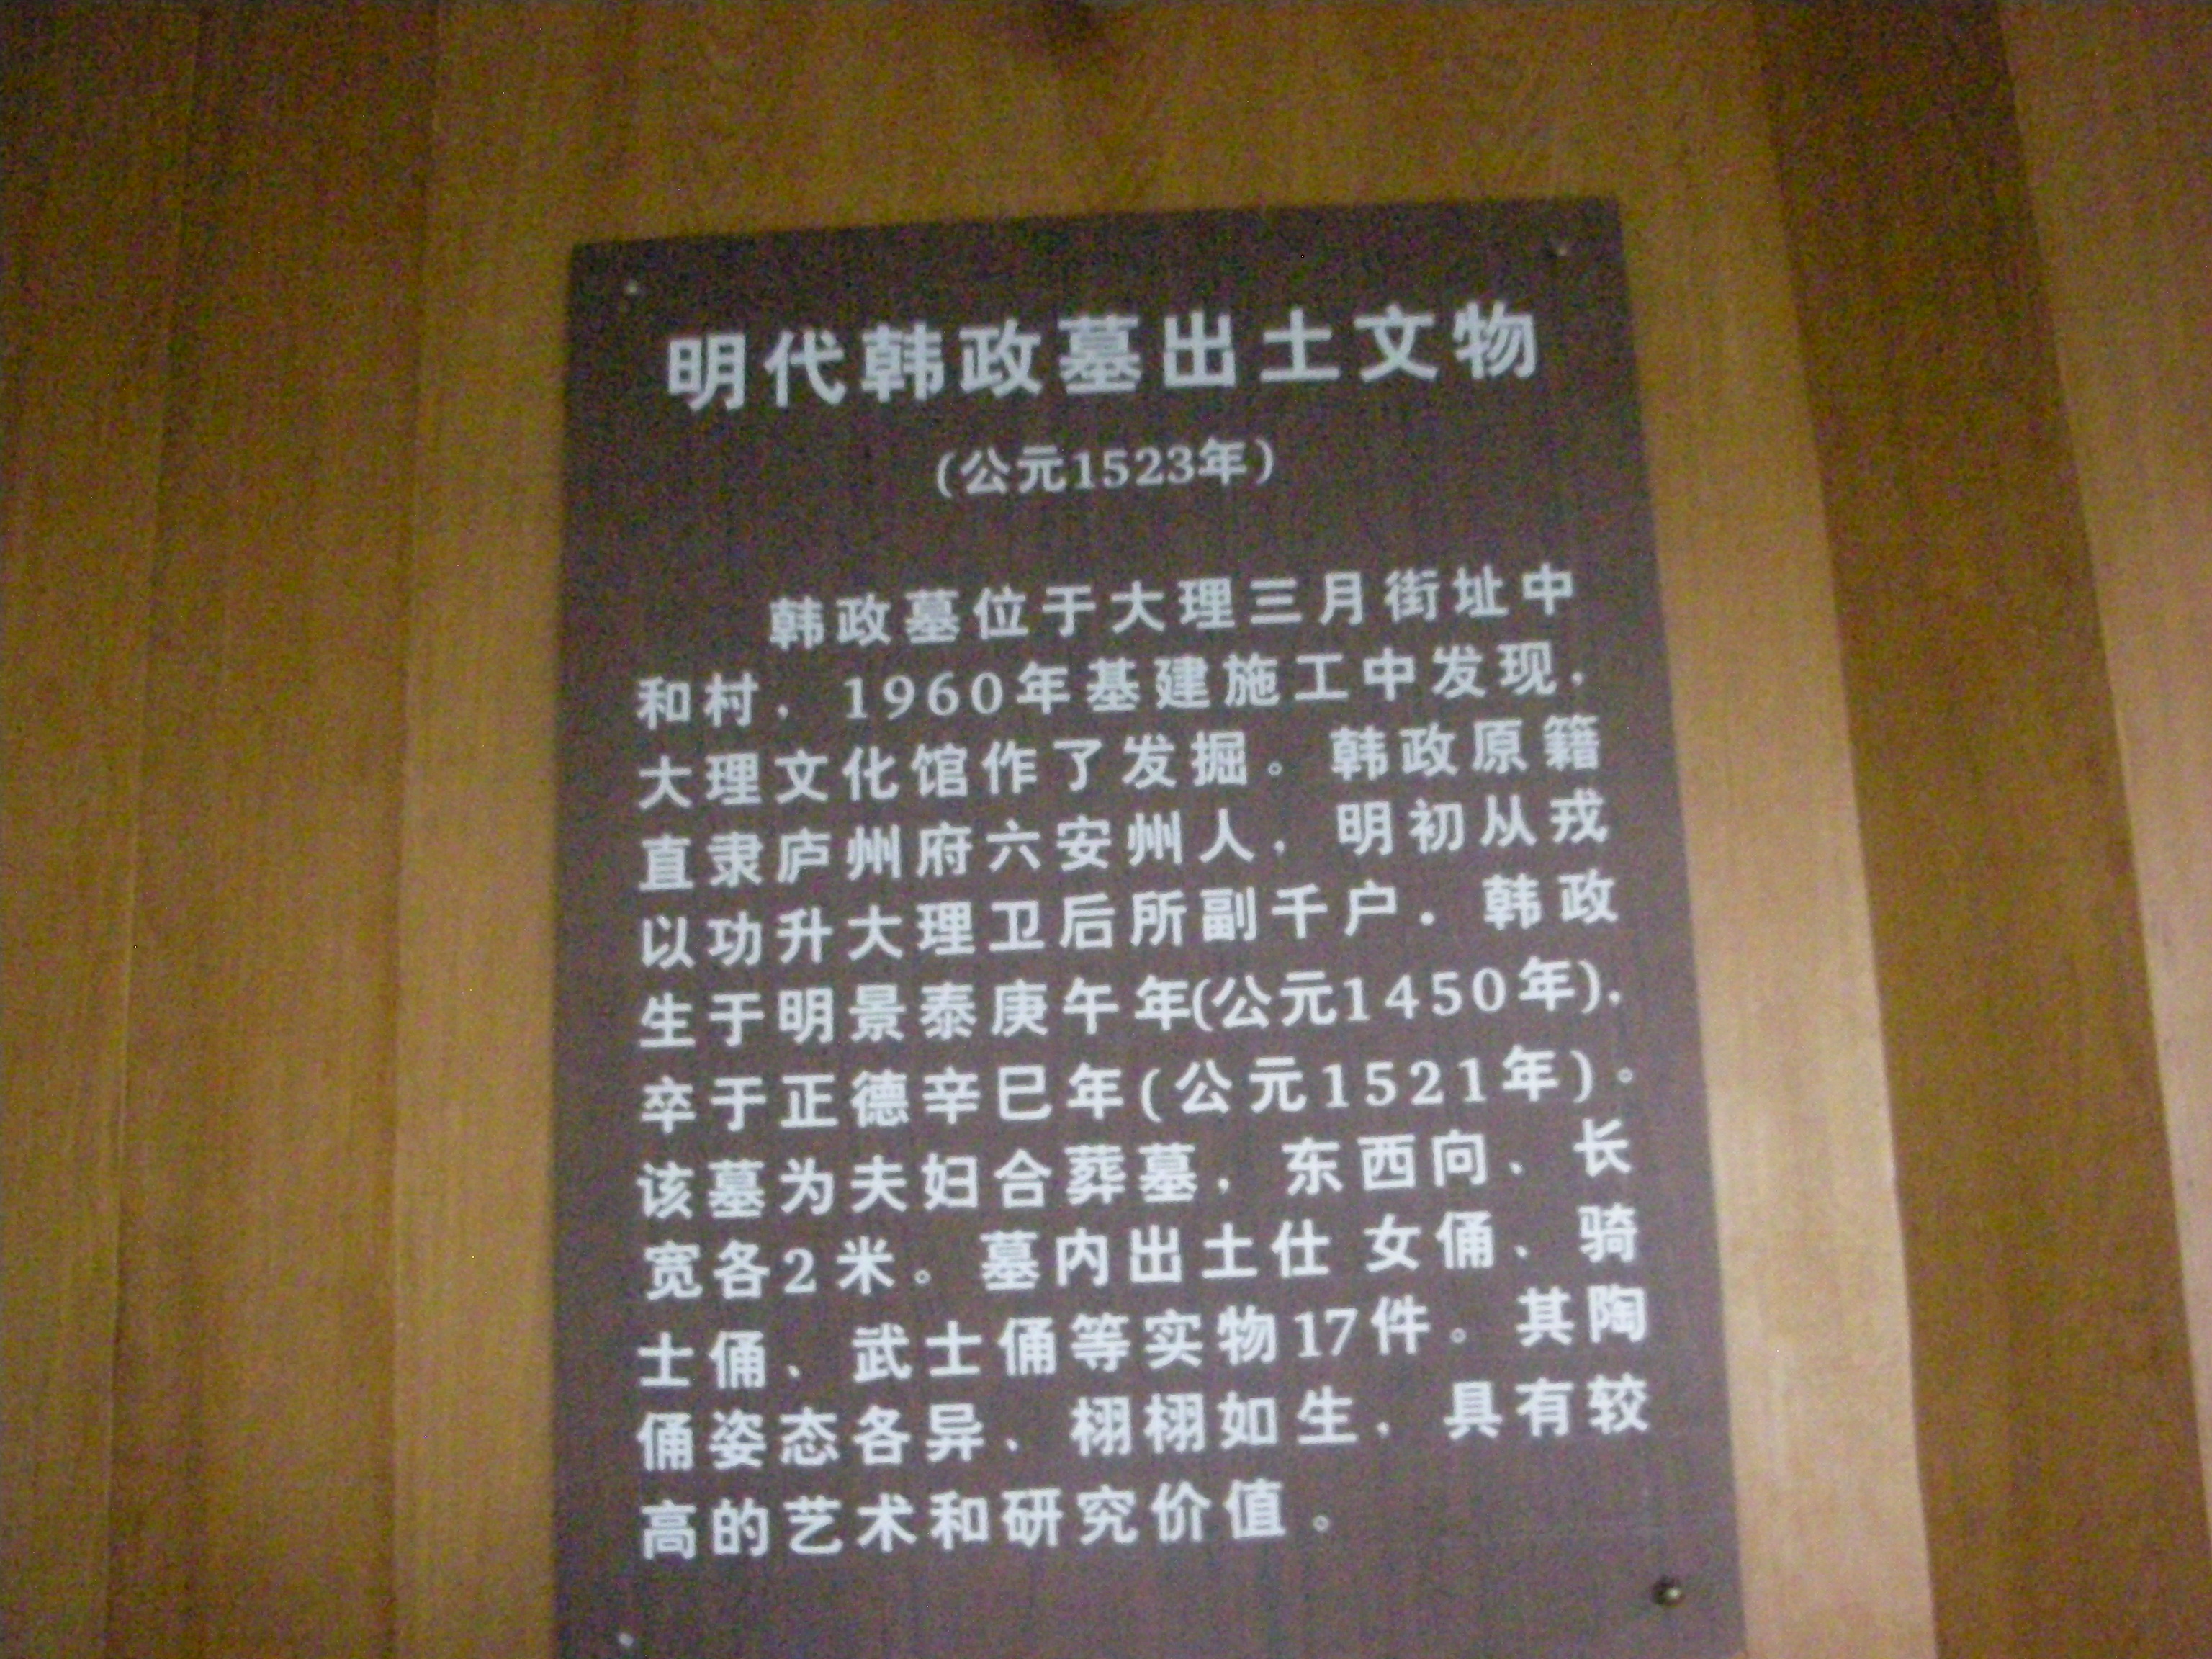 明代韩政墓出土文物
(公元1523年)
韩政墓位于大理三月街址中
和村，1960年基建施工中发现，
大理文化馆作了发掘。韩政原籍
直隶庐州府六安州人，明初从戎
以功升大理卫后所副千户．韩政
生于明景泰庚午年(公元1450年)，
卒于正德辛巳年(公元1521年)。
该墓为夫妇合葬墓，东西向、长
宽各2米。墓内出土仕女俑、骑
士俑、武士俑等实物17件。其陶
俑姿态各异、栩栩如生，具有较
高的艺术和研究价值。